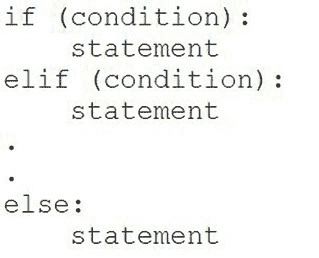 if (condition):
    statement
elif (condition):
    statement
.
.
else:
    statement